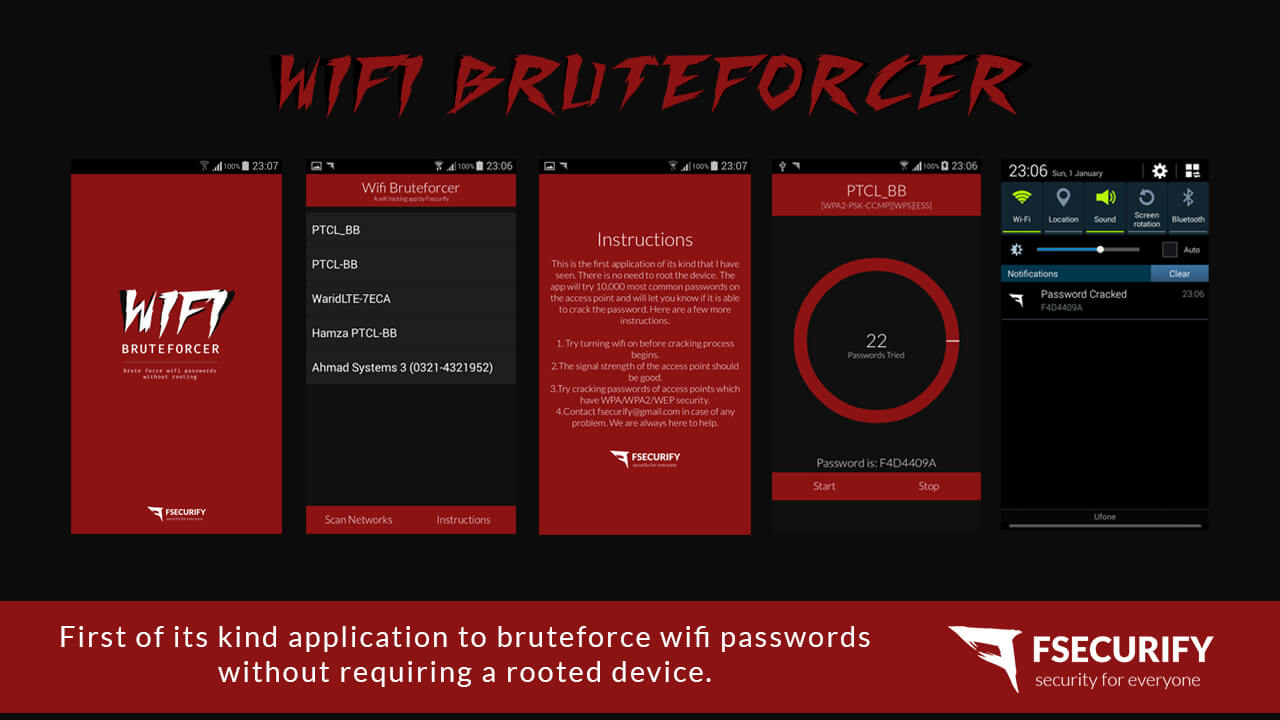 WIFI BRUTEFORCER
100% 23:07
WIFI
BRUTEFORCER
Brute force wifi passwords
without rooting
FSECURIFY
security for everyone
100% 23:06
Wifi Bruteforcer
A wifi hacking app by Fsecurify
PTCL_BB
PTCL-BB
WaridLTE-7ECA
Hamza PTCL-BB
Ahmad Systems 3 (0321-4321952)
Scan Networks Instructions
100% 23:07
Instructions
This is the first application of its kind that I have
seen. There is no need to root the device. The
app will try 10,000 most common passwords on
the access point and will let you know if it is able
to crack the password. Here are a few more
instructions.
1. Try turning wifi on before cracking process
begins.
2.The signal strength of the access point should
be good.
3.Try cracking passwords of access points which
have WPA/WPA2/WEP security.
4.Contact fsecurify@gmail.com in case of any
problem. We are always here to help.
FSECURIFY
security for everyone
100% 23:06
PTCL_BB
[WPA2-PSK-CCMP][WPS][ESS]
22
Passwords Tried
Password is: F4D4409A
Start Stop
23:06 Sun, 1 January
Wi-Fi Location Sound Screen rotation Bluetooth
Auto
Notifications Clear
Password Cracked 23:06
F4D4409A
Ufone
First of its kind application to bruteforce wifi passwords
without requiring a rooted device.
FSECURIFY
security for everyone